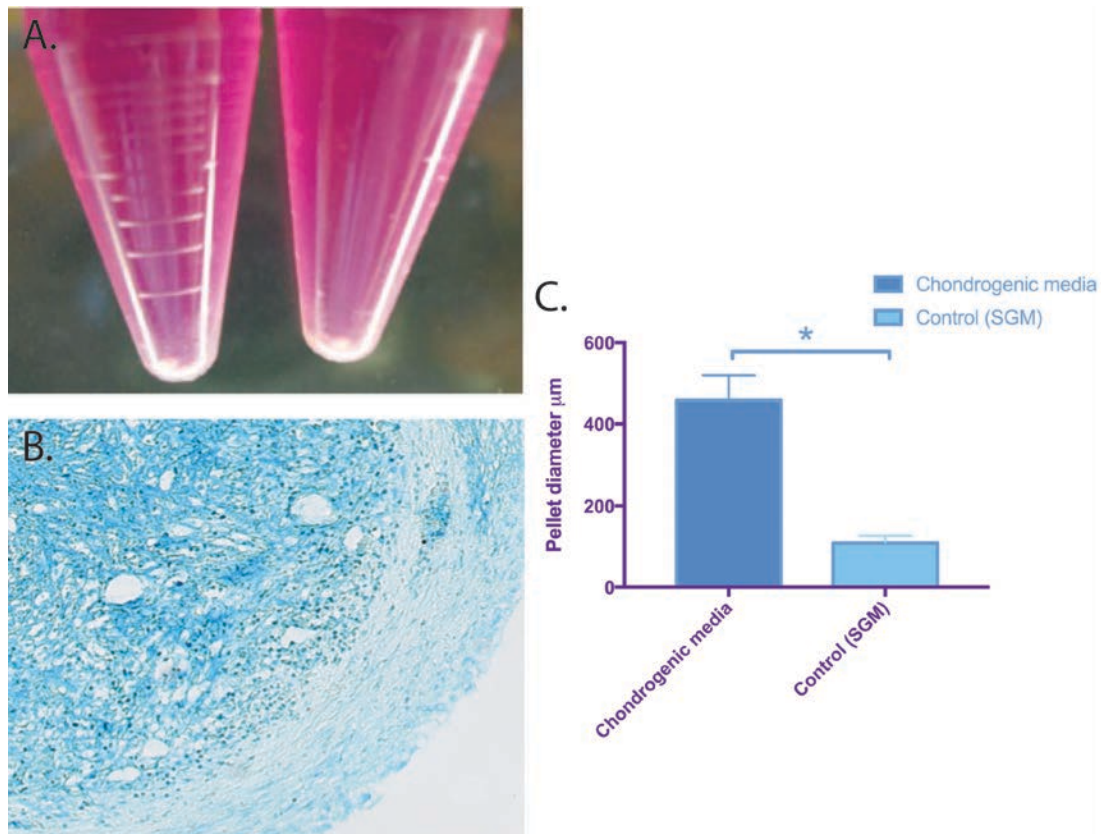 A.
B.
C.
Chondrogenic media
Control (SGM)
*
Pellet diameter μm
600
400
200
0
Chondrogenic media
Control (SGM)